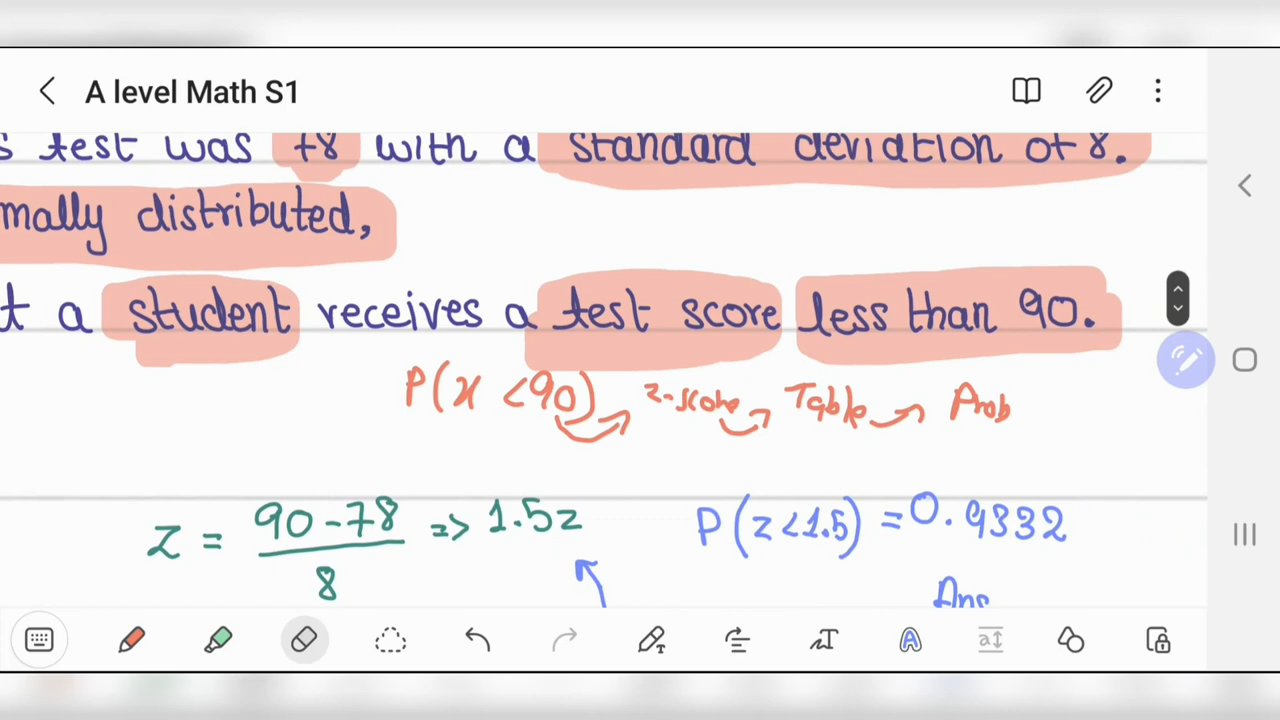 A level Math S1
s test was 78 with a standard deviation of 8.
mally distributed,
t a student receives a test score less than 90.
P(x < 90) z-score Table Prob
z = 90 - 78 / 8 => 1.5z P(z < 1.5) = 0.9332
Ans